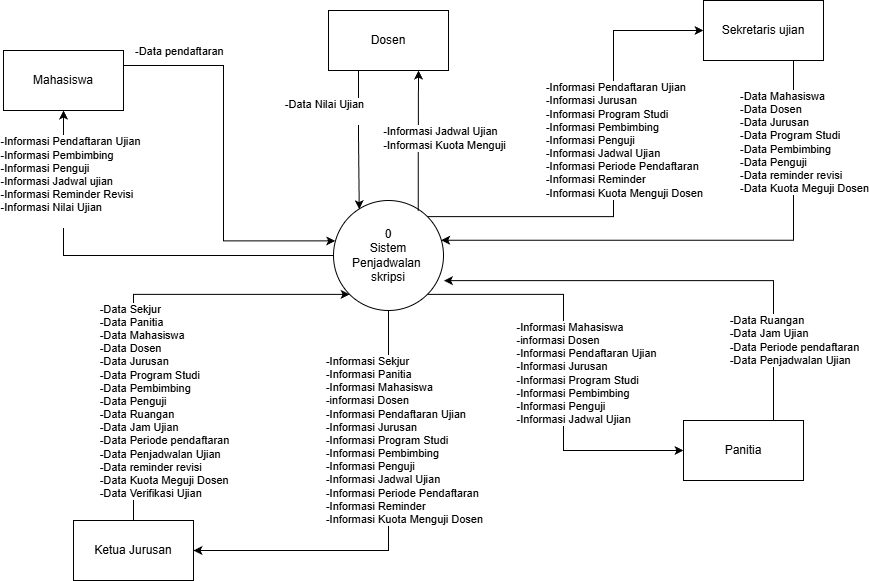 Mahasiswa
-Data pendaftaran
Dosen
Sekretaris ujian
-Data Nilai Ujian
-Informasi Jadwal Ujian
-Informasi Kuota Menguji
-Informasi Pendaftaran Ujian
-Informasi Jurusan
-Informasi Program Studi
-Informasi Pembimbing
-Informasi Penguji
-Informasi Jadwal Ujian
-Informasi Periode Pendaftaran
-Informasi Reminder
-Informasi Kuota Menguji Dosen
-Data Mahasiswa
-Data Dosen
-Data Jurusan
-Data Program Studi
-Data Pembimbing
-Data Penguji
-Data reminder revisi
-Data Kuota Meguji Dosen
-Informasi Pendaftaran Ujian
-Informasi Pembimbing
-Informasi Penguji
-Informasi Jadwal ujian
-Informasi Reminder Revisi
-Informasi Nilai Ujian
0
Sistem
Penjadwalan
skripsi
-Data Sekjur
-Data Panitia
-Data Mahasiswa
-Data Dosen
-Data Jurusan
-Data Program Studi
-Data Pembimbing
-Data Penguji
-Data Ruangan
-Data Jam Ujian
-Data Periode pendaftaran
-Data Penjadwalan Ujian
-Data reminder revisi
-Data Kuota Meguji Dosen
-Data Verifikasi Ujian
-Informasi Sekjur
-Informasi Panitia
-Informasi Mahasiswa
-informasi Dosen
-Informasi Pendaftaran Ujian
-Informasi Jurusan
-Informasi Program Studi
-Informasi Pembimbing
-Informasi Penguji
-Informasi Jadwal Ujian
-Informasi Periode Pendaftaran
-Informasi Reminder
-Informasi Kuota Menguji Dosen
-Informasi Mahasiswa
-informasi Dosen
-Informasi Pendaftaran Ujian
-Informasi Jurusan
-Informasi Program Studi
-Informasi Pembimbing
-Informasi Penguji
-Informasi Jadwal Ujian
-Data Ruangan
-Data Jam Ujian
-Data Periode pendaftaran
-Data Penjadwalan Ujian
Panitia
Ketua Jurusan